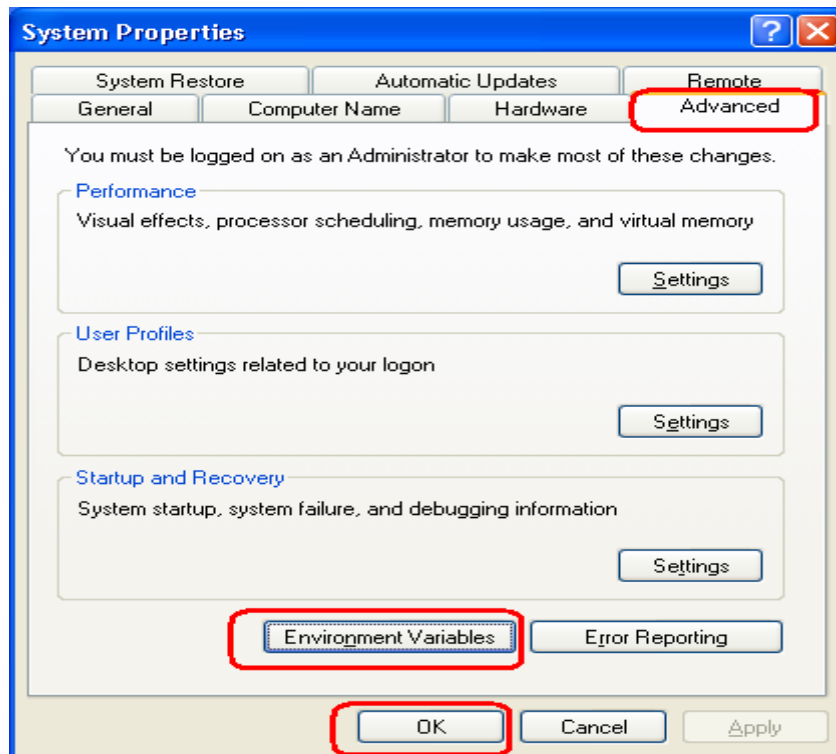 System Properties
System Restore Automatic Updates Remote
General Computer Name Hardware Advanced
You must be logged on as an Administrator to make most of these changes.
Performance
Visual effects, processor scheduling, memory usage, and virtual memory
Settings
User Profiles
Desktop settings related to your logon
Settings
Startup and Recovery
System startup, system failure, and debugging information
Settings
Environment Variables Error Reporting
OK Cancel Apply